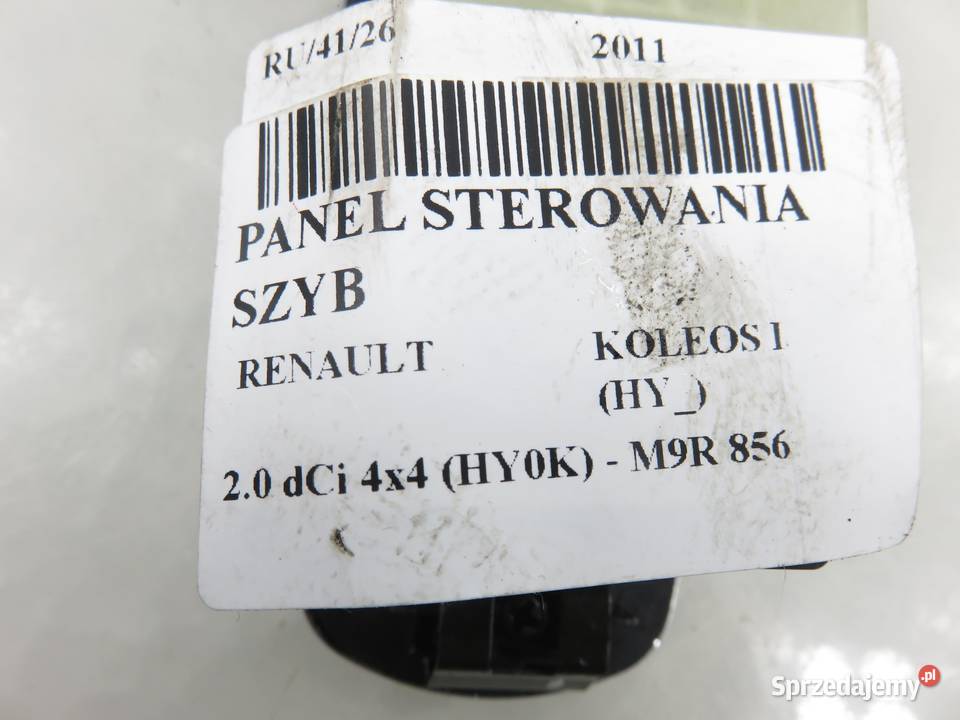 RU/41/26 2011
PANEL STEROWANIA
SZYB
RENAULT KOLEOS I
(HY_)
2.0 dCi 4x4 (HY0K) - M9R 856
Sprzedajemy.pl